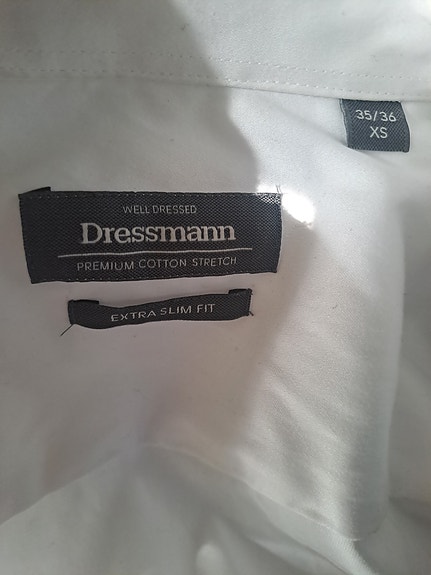 35/36
XS
WELL DRESSED
Dressmann
PREMIUM COTTON STRETCH
EXTRA SLIM FIT